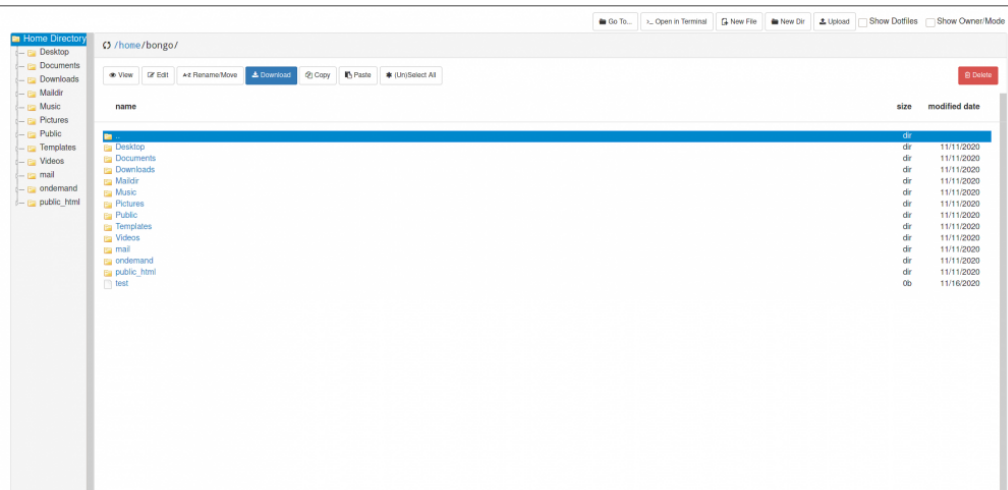 Go To... >_ Open in Terminal New File New Dir Upload Show Dotfiles Show Owner/Mode
Home Directory
Desktop
Documents
Downloads
Maildir
Music
Pictures
Public
Templates
Videos
mail
ondemand
public_html
/home/bongo/
View Edit Rename/Move Download Copy Paste (Un)Select All Delete
name size modified date
.. dir
Desktop dir 11/11/2020
Documents dir 11/11/2020
Downloads dir 11/11/2020
Maildir dir 11/11/2020
Music dir 11/11/2020
Pictures dir 11/11/2020
Public dir 11/11/2020
Templates dir 11/11/2020
Videos dir 11/11/2020
mail dir 11/11/2020
ondemand dir 11/11/2020
public_html dir 11/11/2020
test 0b 11/16/2020